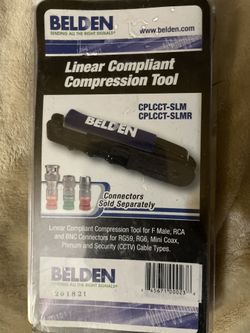 BELDEN
SENDING ALL THE RIGHT SIGNALS
www.belden.com
Linear Compliant
Compression Tool
CPLCCT-SLM
CPLCCT-SLMR
BELDEN
Connectors
Sold Separately
Linear Compliant Compression Tool for F Male, RCA
and BNC Connectors for RG59, RG6, Mini Coax,
Plenum and Security (CCTV) Cable Types.
BELDEN
SENDING ALL THE RIGHT SIGNALS
201821